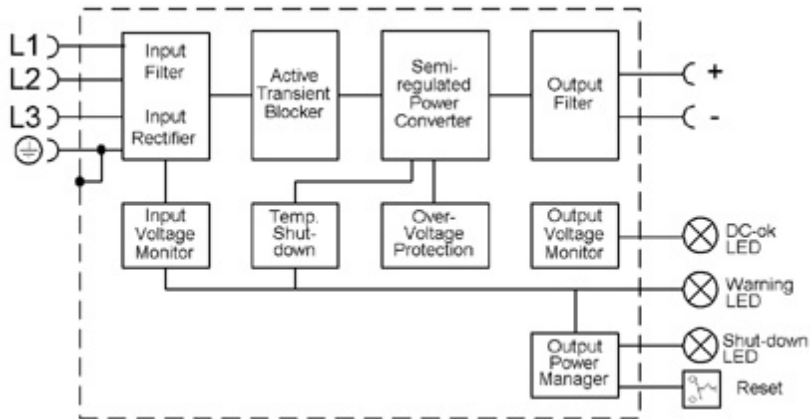 L1
L2
L3
Input
Filter
Input
Rectifier
Active
Transient
Blocker
Semi-
regulated
Power
Converter
Output
Filter
+
-
Input
Voltage
Monitor
Temp.
Shut-
down
Over-
Voltage
Protection
Output
Voltage
Monitor
DC-ok
LED
Warning
LED
Output
Power
Manager
Shut-down
LED
Reset